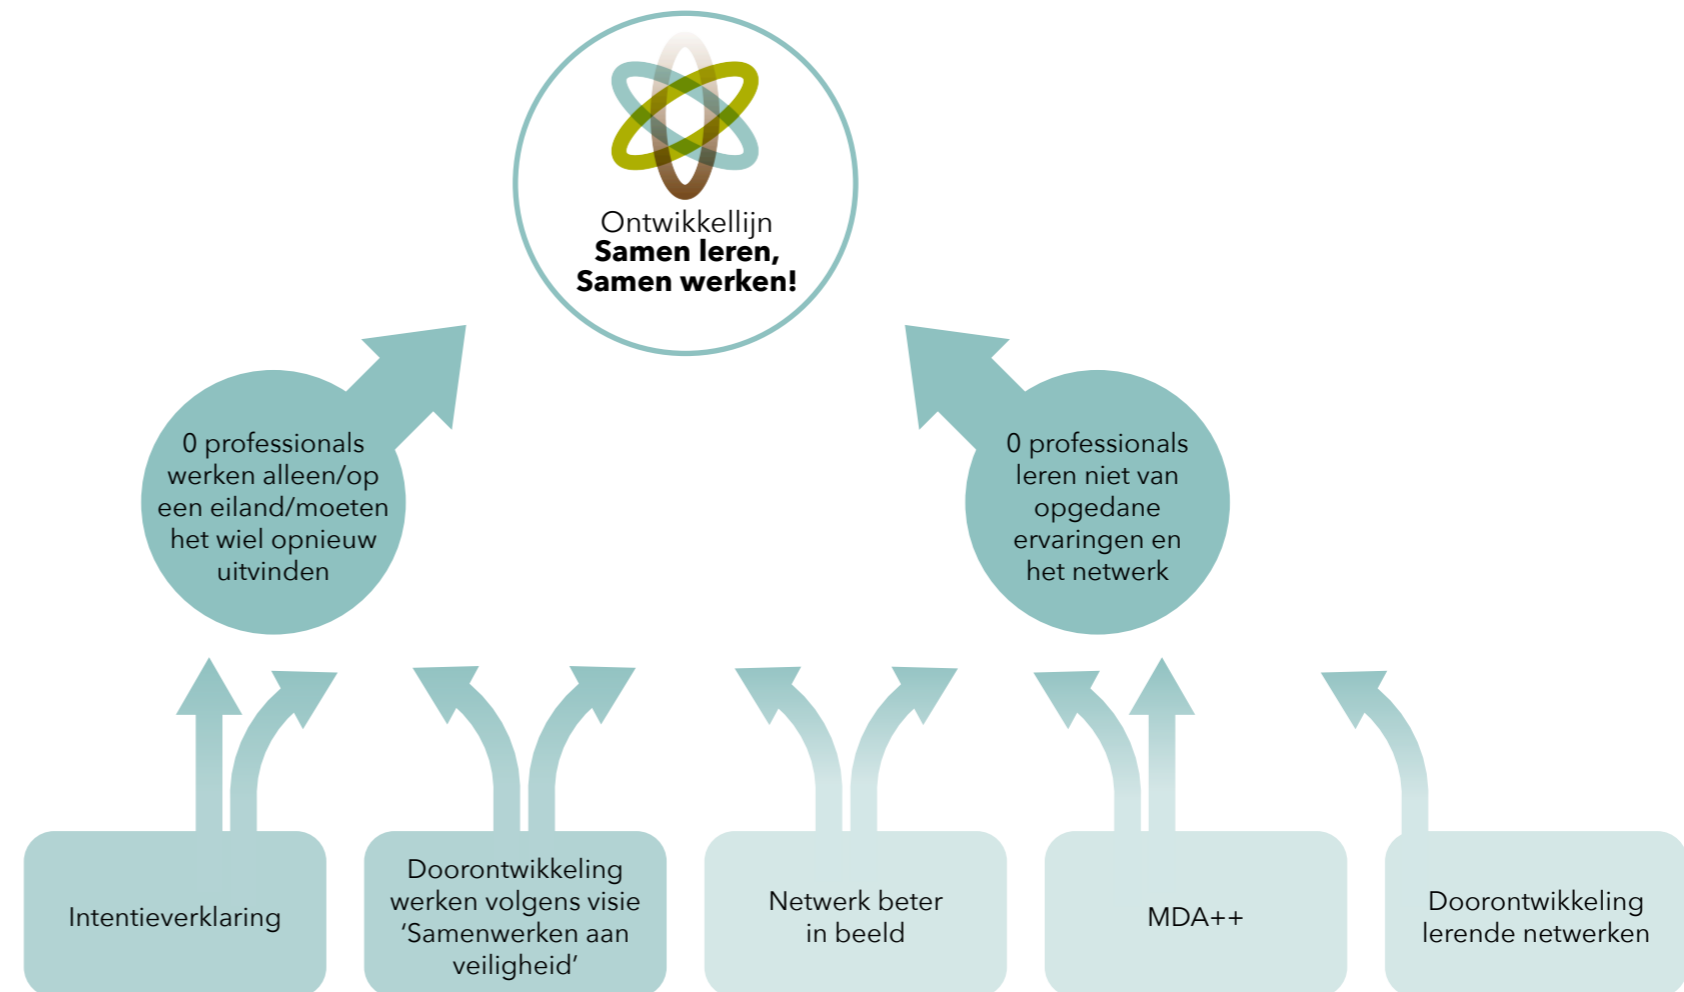 Ontwikkellijn
Samen leren,
Samen werken!
0 professionals
werken alleen/op
een eiland/moeten
het wiel opnieuw
uitvinden
0 professionals
leren niet van
opgedane
ervaringen en
het netwerk
Intentieverklaring
Doorontwikkeling
werken volgens visie
‘Samenwerken aan
veiligheid’
Netwerk beter
in beeld
MDA++
Doorontwikkeling
lerende netwerken